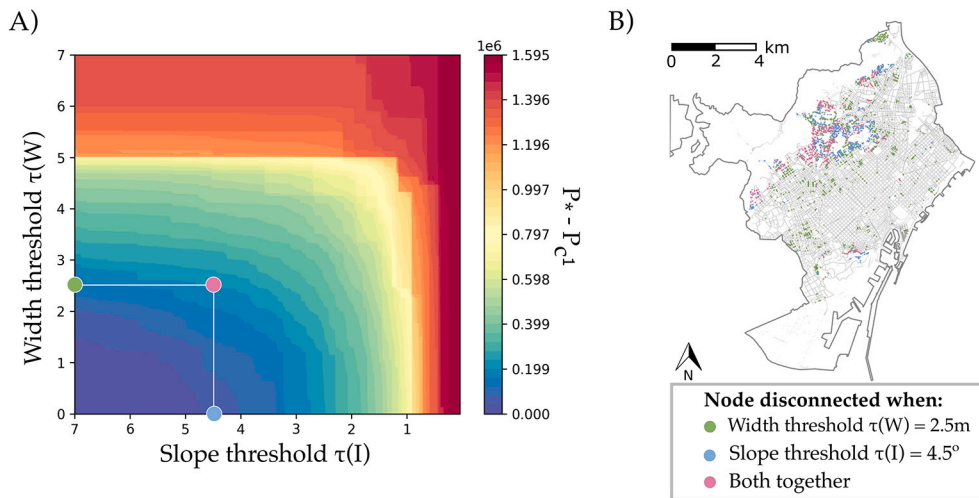 A)
B)
7
6
5
4
3
2
1
0
Width threshold τ(W)
7
6
5
4
3
2
1
Slope threshold τ(I)
1e6
1.595
1.396
1.196
0.997
0.797
0.598
0.399
0.199
0.000
P* - Pc1
0 2 4 km
N
Node disconnected when:
Width threshold τ(W) = 2.5m
Slope threshold τ(I) = 4.5º
Both together